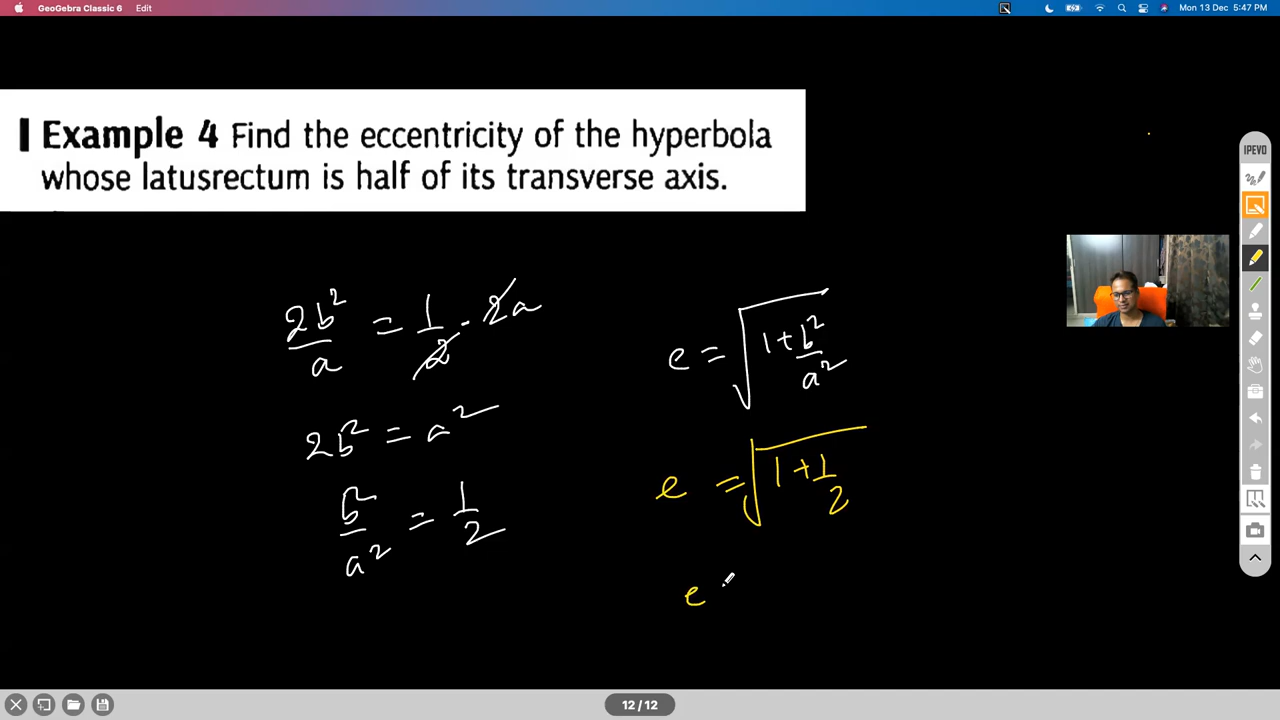 GeoGebra Classic 6 Edit Mon 13 Dec 5:47 PM
Example 4 Find the eccentricity of the hyperbola
whose latusrectum is half of its transverse axis.
IPEVO
2b²/a = 1/2 · 2a
2b² = a²
b²/a² = 1/2
e = √(1+b²/a²)
e = √(1+1/2)
e
12/12